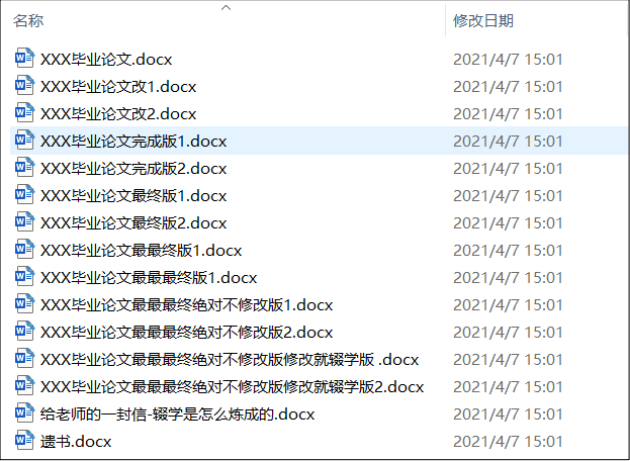 名称 修改日期
XXX毕业论文.docx 2021/4/7 15:01
XXX毕业论文改1.docx 2021/4/7 15:01
XXX毕业论文改2.docx 2021/4/7 15:01
XXX毕业论文完成版1.docx 2021/4/7 15:01
XXX毕业论文完成版2.docx 2021/4/7 15:01
XXX毕业论文最终版1.docx 2021/4/7 15:01
XXX毕业论文最终版2.docx 2021/4/7 15:01
XXX毕业论文最最终版1.docx 2021/4/7 15:01
XXX毕业论文最最最终版1.docx 2021/4/7 15:01
XXX毕业论文最最最终绝对不修改版1.docx 2021/4/7 15:01
XXX毕业论文最最最终绝对不修改版2.docx 2021/4/7 15:01
XXX毕业论文最最最终绝对不修改版修改就辍学版 .docx 2021/4/7 15:01
XXX毕业论文最最最终绝对不修改版修改就辍学版2.docx 2021/4/7 15:01
给老师的一封信-辍学是怎么炼成的.docx 2021/4/7 15:01
遗书.docx 2021/4/7 15:01